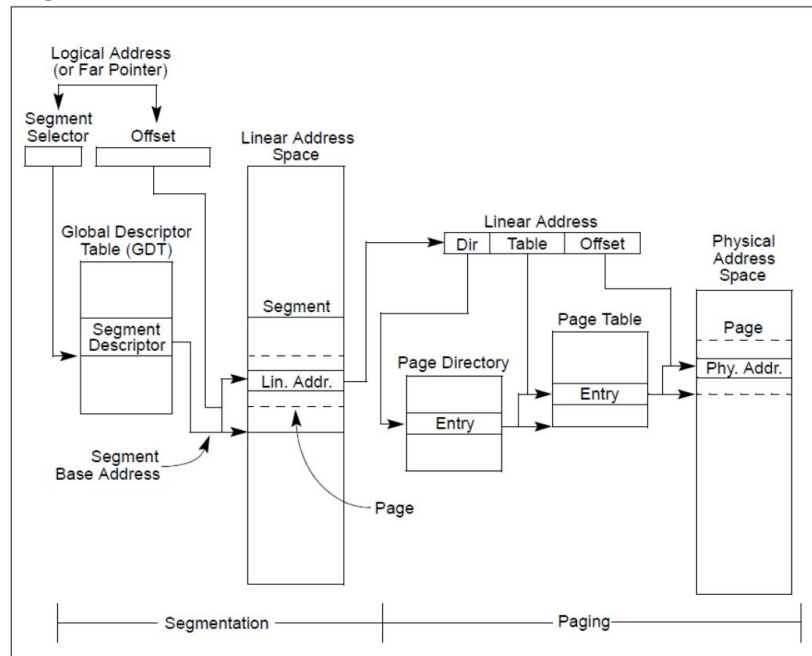 Logical Address
(or Far Pointer)
Segment
Selector
Offset
Linear Address
Space
Global Descriptor
Table (GDT)
Segment
Descriptor
Segment
Base Address
Segment
Lin. Addr.
Page
Linear Address
Dir
Table
Offset
Page Directory
Entry
Page Table
Entry
Physical
Address
Space
Page
Phy. Addr.
Segmentation
Paging